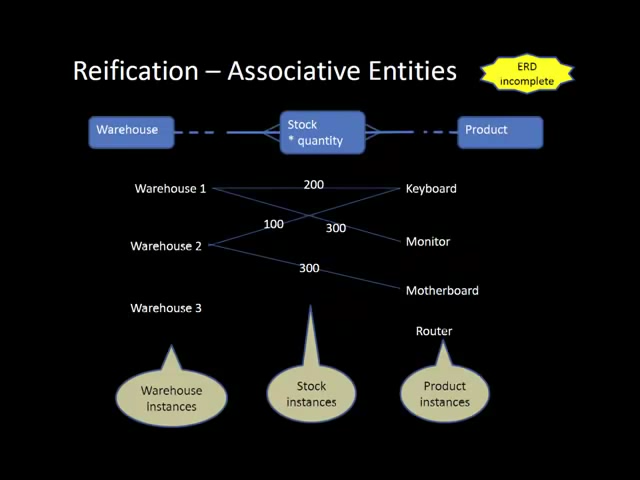 Reification – Associative Entities
ERD
incomplete
Warehouse
Stock
* quantity
Product
Warehouse 1
200
Keyboard
100
300
Monitor
Warehouse 2
300
Motherboard
Warehouse 3
Router
Warehouse
instances
Stock
instances
Product
instances